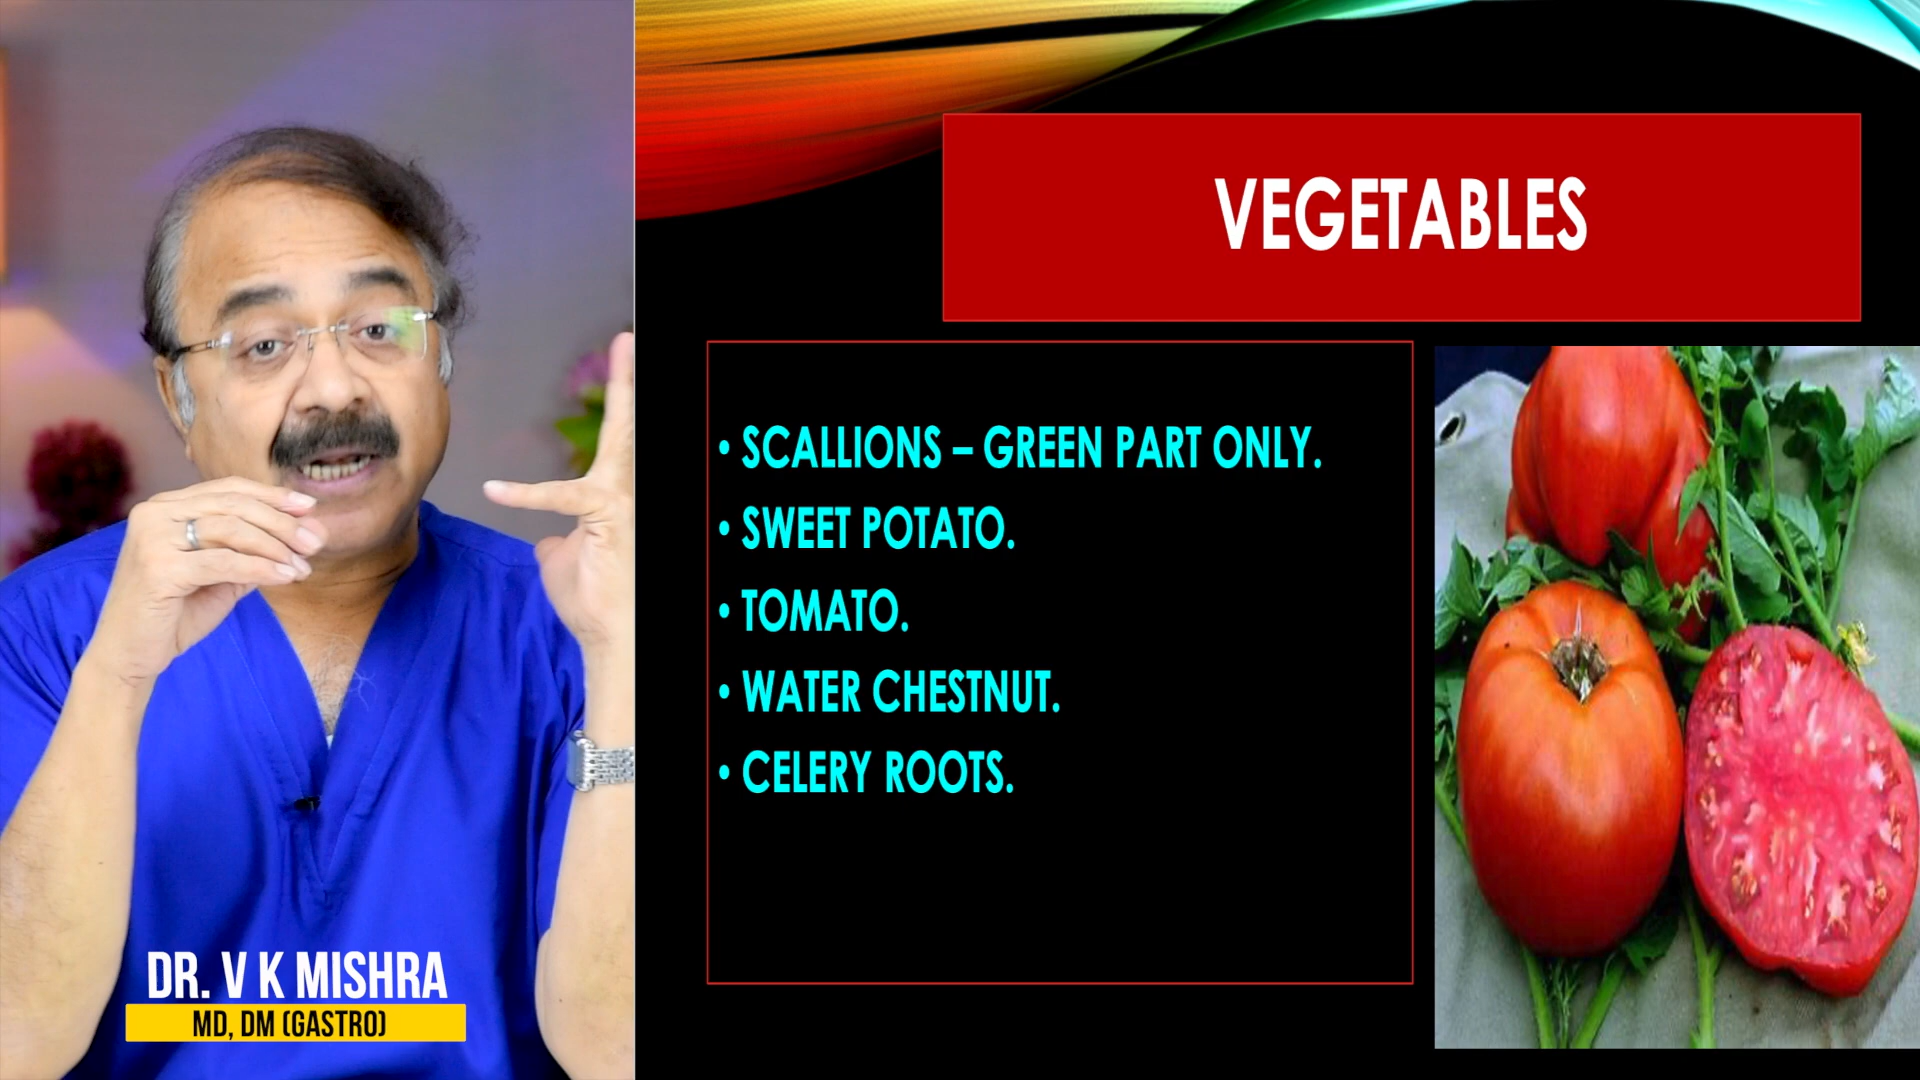 VEGETABLES
• SCALLIONS – GREEN PART ONLY.
• SWEET POTATO.
• TOMATO.
• WATER CHESTNUT.
• CELERY ROOTS.
DR. V K MISHRA
MD, DM (GASTRO)